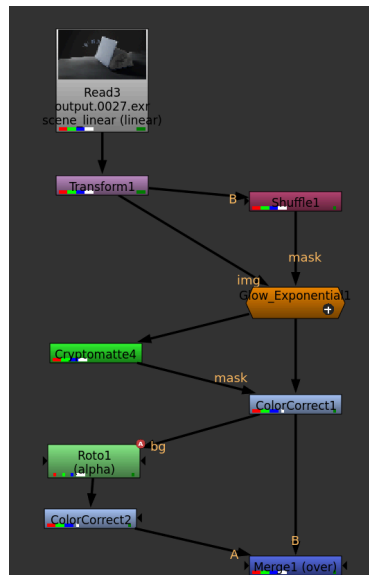 Read3
output.0027.exr
scene_linear (linear)
Transform1
B
Shuffle1
mask
img
Glow_Exponential1
Cryptomatte4
mask
ColorCorrect1
A
bg
Roto1
(alpha)
ColorCorrect2
B
A
Merge1 (over)